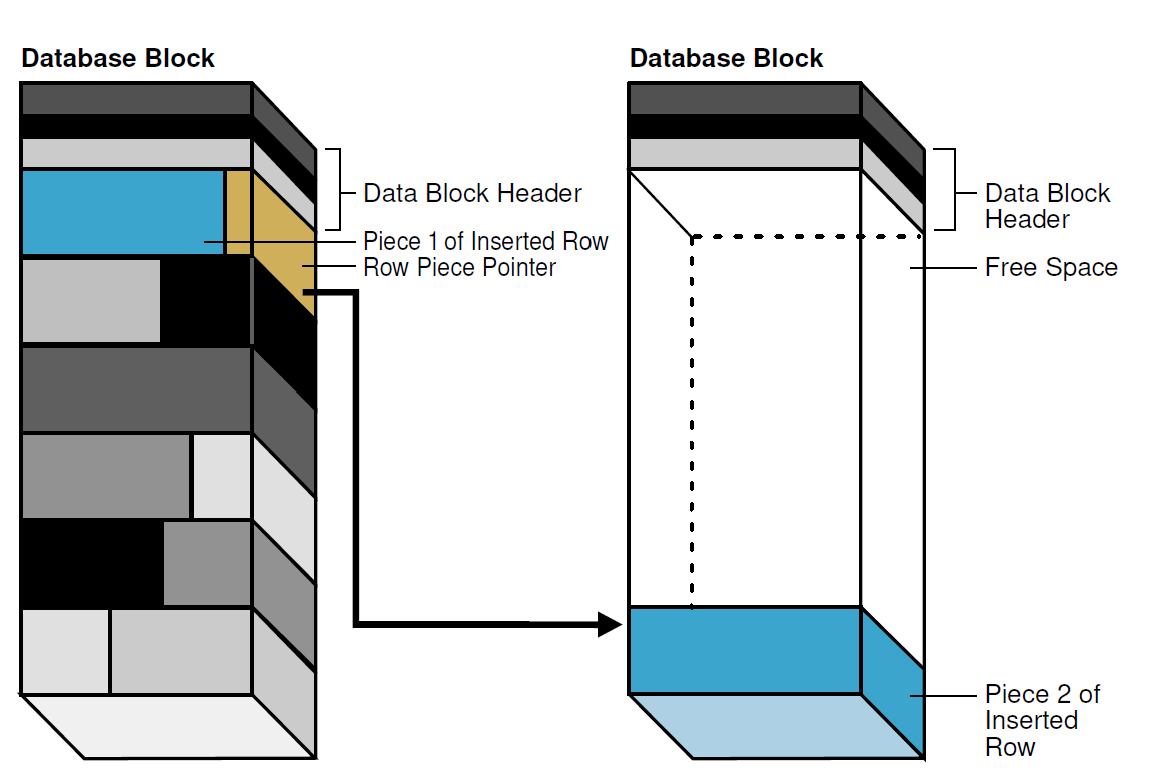 Database Block
Data Block Header
Piece 1 of Inserted Row
Row Piece Pointer
Database Block
Data Block
Header
Free Space
Piece 2 of
Inserted
Row